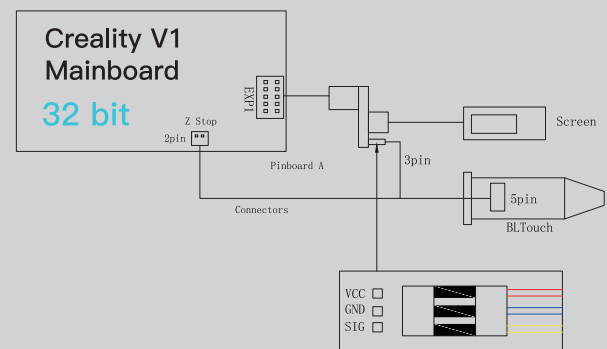 Creality V1
Mainboard
32 bit
EXP1
Z Stop
2pin
Pinboard A
Connectors
3pin
Screen
5pin
BLTouch
VCC
GND
SIG